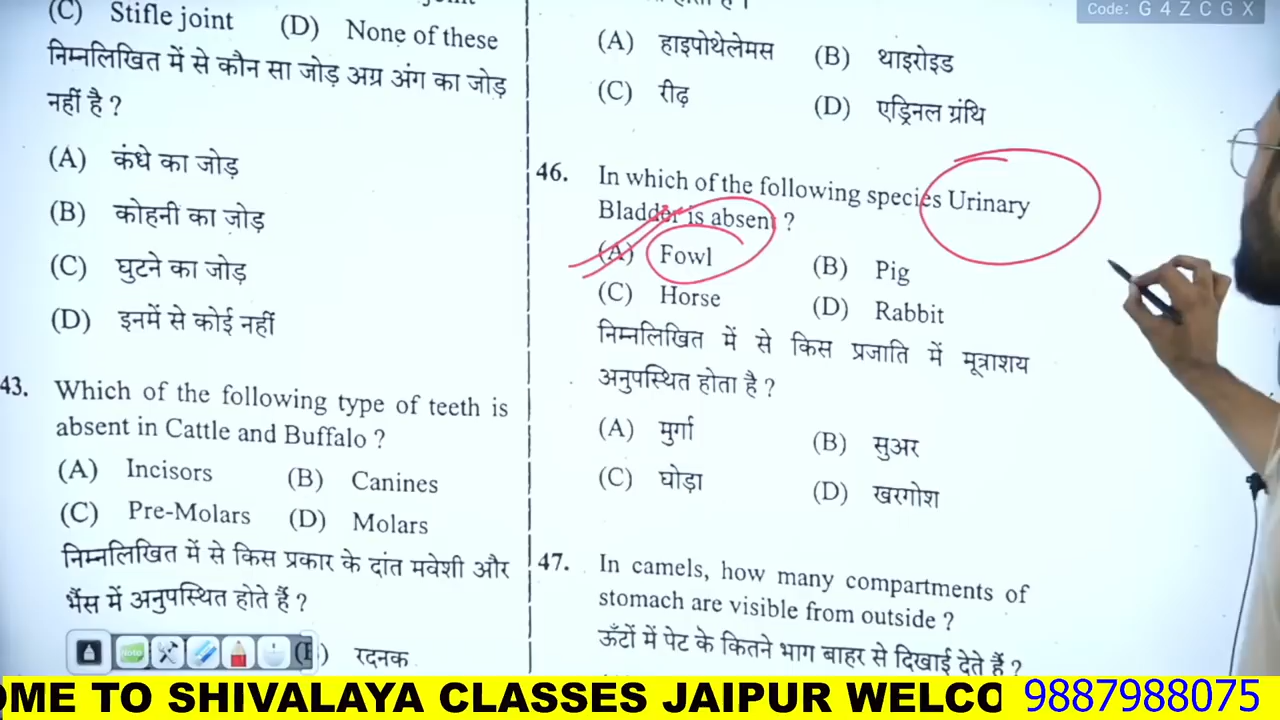 (C) Stifle joint (D) None of these
निम्नलिखित में से कौन सा जोड़ अग्र अंग का जोड़
नहीं है ?
(A) कंधे का जोड़
(B) कोहनी का जोड़
(C) घुटने का जोड़
(D) इनमें से कोई नहीं
43. Which of the following type of teeth is
absent in Cattle and Buffalo ?
(A) Incisors (B) Canines
(C) Pre-Molars (D) Molars
निम्नलिखित में से किस प्रकार के दांत मवेशी और
भैंस में अनुपस्थित होते हैं ?
रदनक
Code: G 4 Z C G X
(A) हाइपोथेलेमस (B) थाइरोइड
(C) रीढ़ (D) एड्रिनल ग्रंथि
46. In which of the following species Urinary
Bladder is absent ?
(A) Fowl (B) Pig
(C) Horse (D) Rabbit
निम्नलिखित में से किस प्रजाति में मूत्राशय
अनुपस्थित होता है ?
(A) मुर्गा (B) सुअर
(C) घोड़ा (D) खरगोश
47. In camels, how many compartments of
stomach are visible from outside ?
ऊँटों में पेट के कितने भाग बाहर से दिखाई देते हैं ?
OME TO SHIVALAYA CLASSES JAIPUR WELCO 9887988075